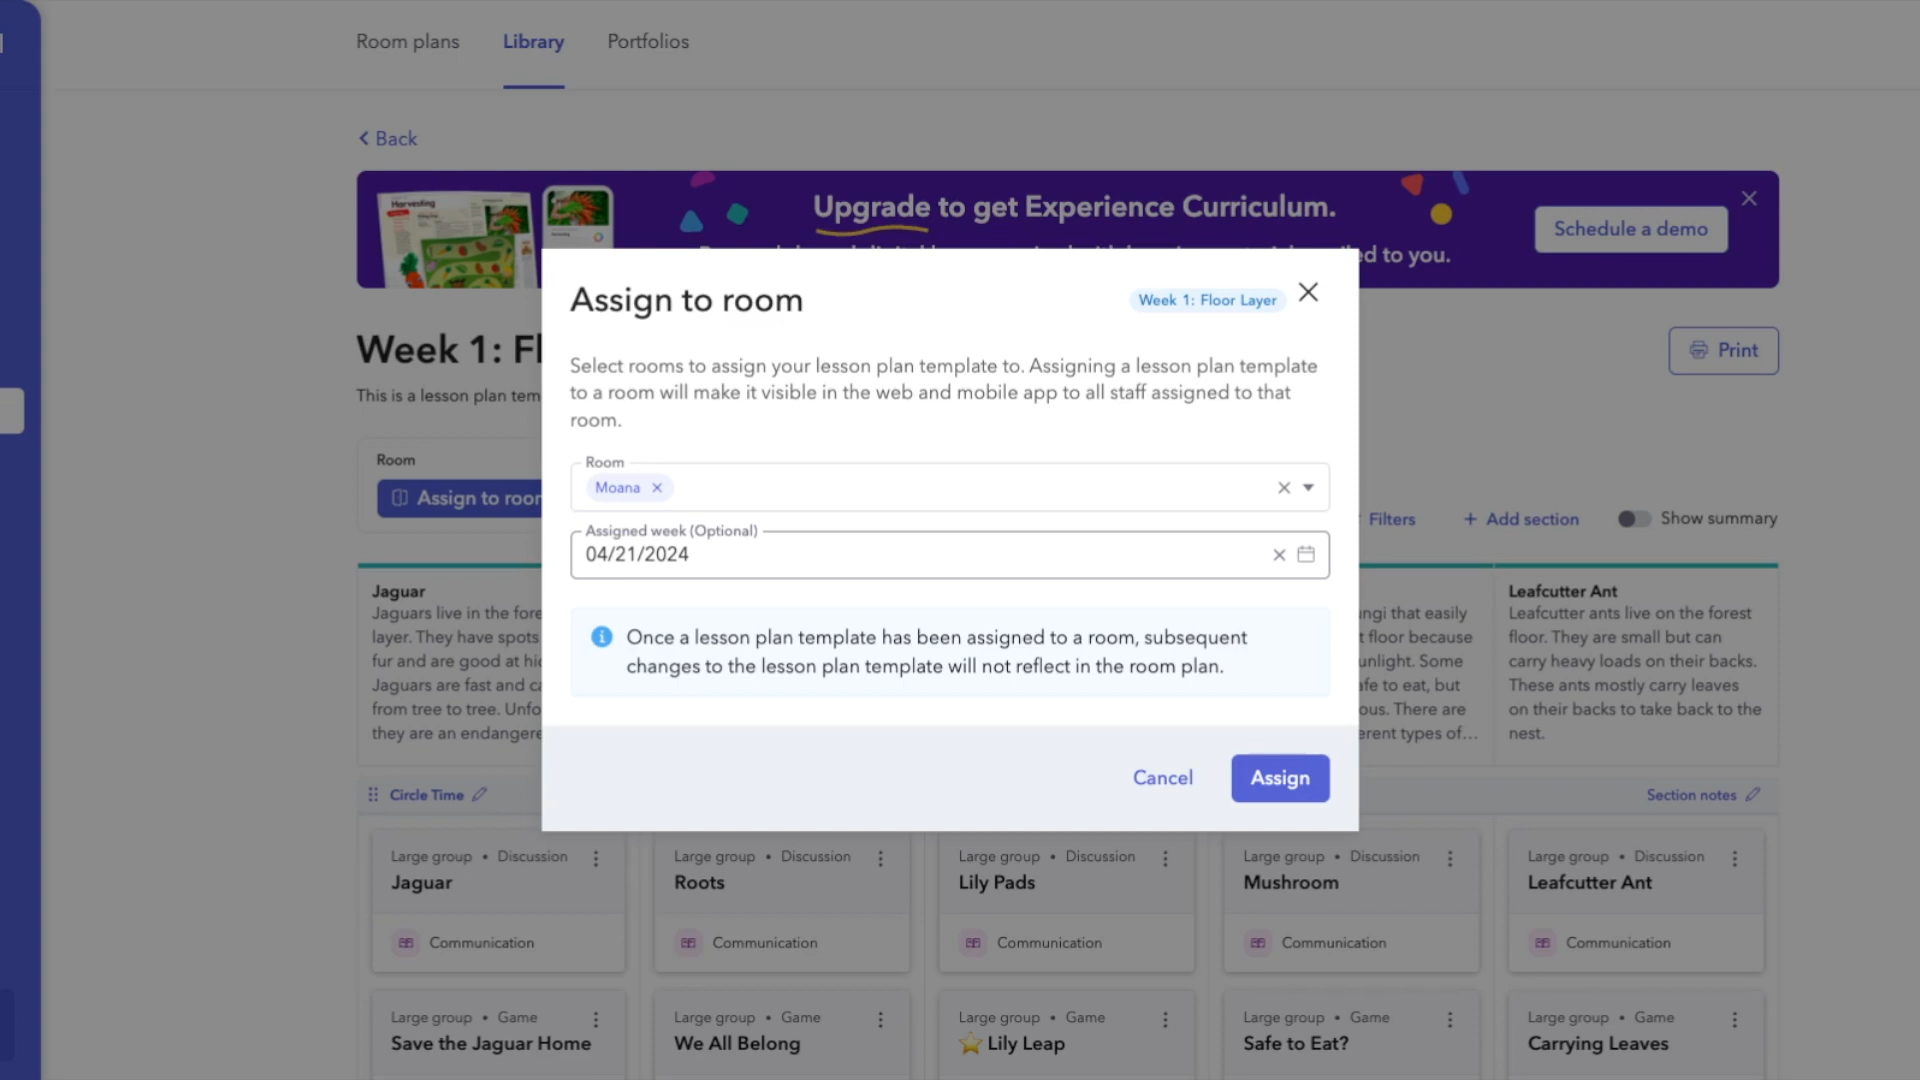 Room plans
Library
Portfolios
Back
Harvesting
Upgrade to get Experience Curriculum.
Schedule a demo
ed to you.
Week 1: Fl
This is a lesson plan tem
Print
Room
Assign to roor
Filters
+ Add section
Show summary
Assign to room
Week 1: Floor Layer
Select rooms to assign your lesson plan template to. Assigning a lesson plan template
to a room will make it visible in the web and mobile app to all staff assigned to that
room.
Room
Moana
Assigned week (Optional)
04/21/2024
Once a lesson plan template has been assigned to a room, subsequent
changes to the lesson plan template will not reflect in the room plan.
Cancel
Assign
Jaguar
Jaguars live in the fore
layer. They have spots
fur and are good at hid
Jaguars are fast and ca
from tree to tree. Unfo
they are an endangere
ngi that easily
t floor because
unlight. Some
afe to eat, but
ous. There are
erent types of...
Leafcutter Ant
Leafcutter ants live on the forest
floor. They are small but can
carry heavy loads on their backs.
These ants mostly carry leaves
on their backs to take back to the
nest.
Circle Time
Section notes
Large group • Discussion
Jaguar
Communication
Large group • Discussion
Roots
Communication
Large group • Discussion
Lily Pads
Communication
Large group • Discussion
Mushroom
Communication
Large group • Discussion
Leafcutter Ant
Communication
Large group • Game
Save the Jaguar Home
Large group • Game
We All Belong
Large group • Game
⭐ Lily Leap
Large group • Game
Safe to Eat?
Large group • Game
Carrying Leaves